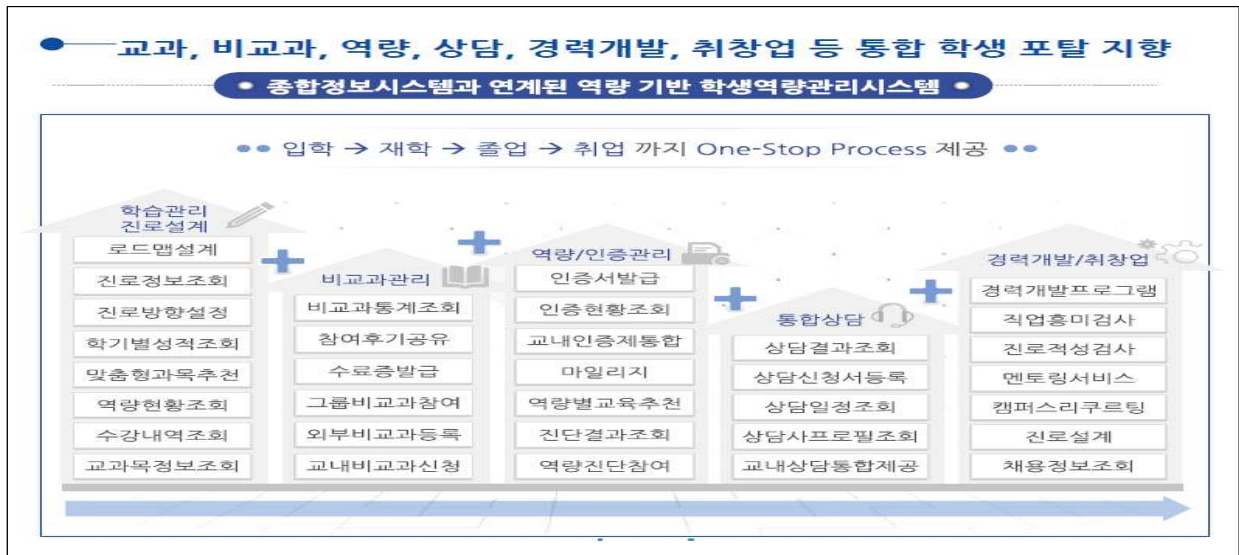 교과, 비교과, 역량, 상담, 경력개발, 취창업 등 통합 학생 포탈 지향
종합정보시스템과 연계된 역량 기반 학생역량관리시스템
입학 → 재학 → 졸업 → 취업 까지 One-Stop Process 제공
학습관리
진로설계
로드맵설계
진로정보조회
진로방향설정
학기별성적조회
맞춤형과목추천
역량현황조회
수강내역조회
교과목정보조회
비교과관리
비교과통계조회
참여후기공유
수료증발급
그룹비교과참여
외부비교과등록
교내비교과신청
역량/인증관리
인증서발급
인증현황조회
교내인증제통합
마일리지
역량별교육추천
진단결과조회
역량진단참여
통합상담
상담결과조회
상담신청서등록
상담일정조회
상담사프로필조회
교내상담통합제공
경력개발/취창업
경력개발프로그램
직업흥미검사
진로적성검사
멘토링서비스
캠퍼스리쿠르팅
진로설계
채용정보조회